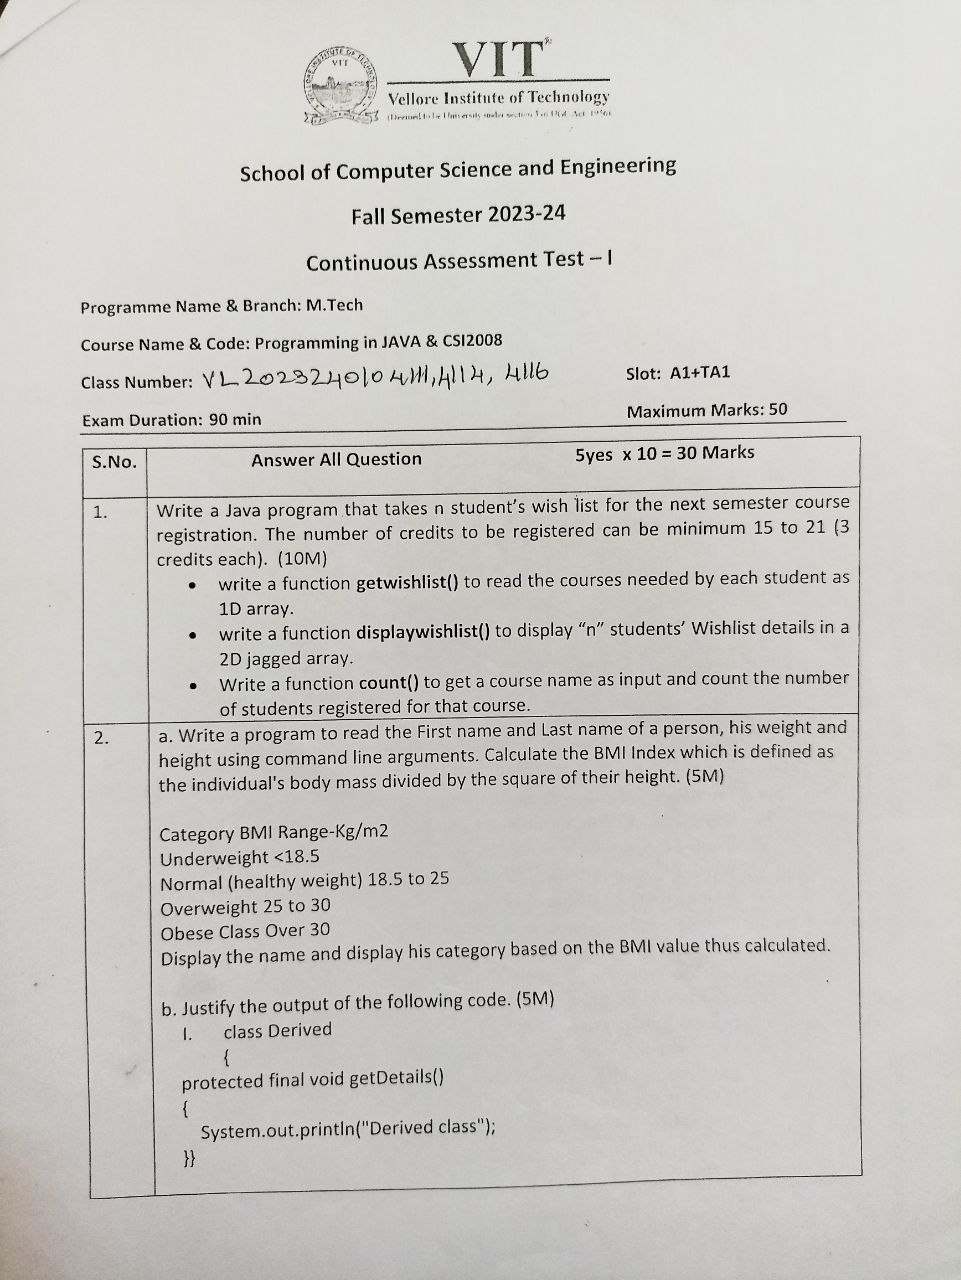 VIT
VIT
Vellore Institute of Technology
(Deemed to be University under section 3 of UGC Act 1956)
School of Computer Science and Engineering
Fall Semester 2023-24
Continuous Assessment Test – I
Programme Name & Branch: M.Tech
Course Name & Code: Programming in JAVA & CSI2008
Class Number: VL202324010 4111,4114, 4116 Slot: A1+TA1
Exam Duration: 90 min Maximum Marks: 50
S.No. Answer All Question 5yes x 10 = 30 Marks
1. Write a Java program that takes n student's wish list for the next semester course
registration. The number of credits to be registered can be minimum 15 to 21 (3
credits each). (10M)
• write a function getwishlist() to read the courses needed by each student as
1D array.
• write a function displaywishlist() to display "n" students' Wishlist details in a
2D jagged array.
• Write a function count() to get a course name as input and count the number
of students registered for that course.
2. a. Write a program to read the First name and Last name of a person, his weight and
height using command line arguments. Calculate the BMI Index which is defined as
the individual's body mass divided by the square of their height. (5M)
Category BMI Range-Kg/m2
Underweight <18.5
Normal (healthy weight) 18.5 to 25
Overweight 25 to 30
Obese Class Over 30
Display the name and display his category based on the BMI value thus calculated.
b. Justify the output of the following code. (5M)
I. class Derived
{
protected final void getDetails()
{
System.out.println("Derived class");
}}